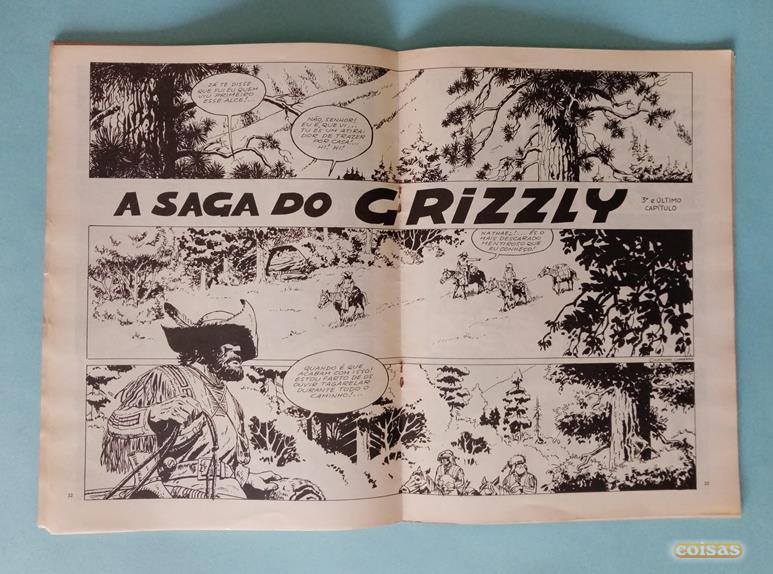 JÁ TE DISSE
QUE FUI EU QUEM
VIU PRIMEIRO
ESSE ALCE!..
NÃO, SENHOR!
EU É QUE VI...
TU ÉS UM ATIRA-
DOR DE TRAZER
POR CASA!...
HI! HI!
A SAGA DO GRIZZLY
3º e ÚLTIMO
CAPÍTULO
NATHAEL!... ÉS O
MAIS DESCARADO
MENTIROSO QUE
EU CONHEÇO!
QUANDO É QUE
ACABAM COM ISTO!
ESTOU FARTO DE OS
OUVIR TAGARELAR
DURANTE TODO O
CAMINHO!...
32
33
coisas